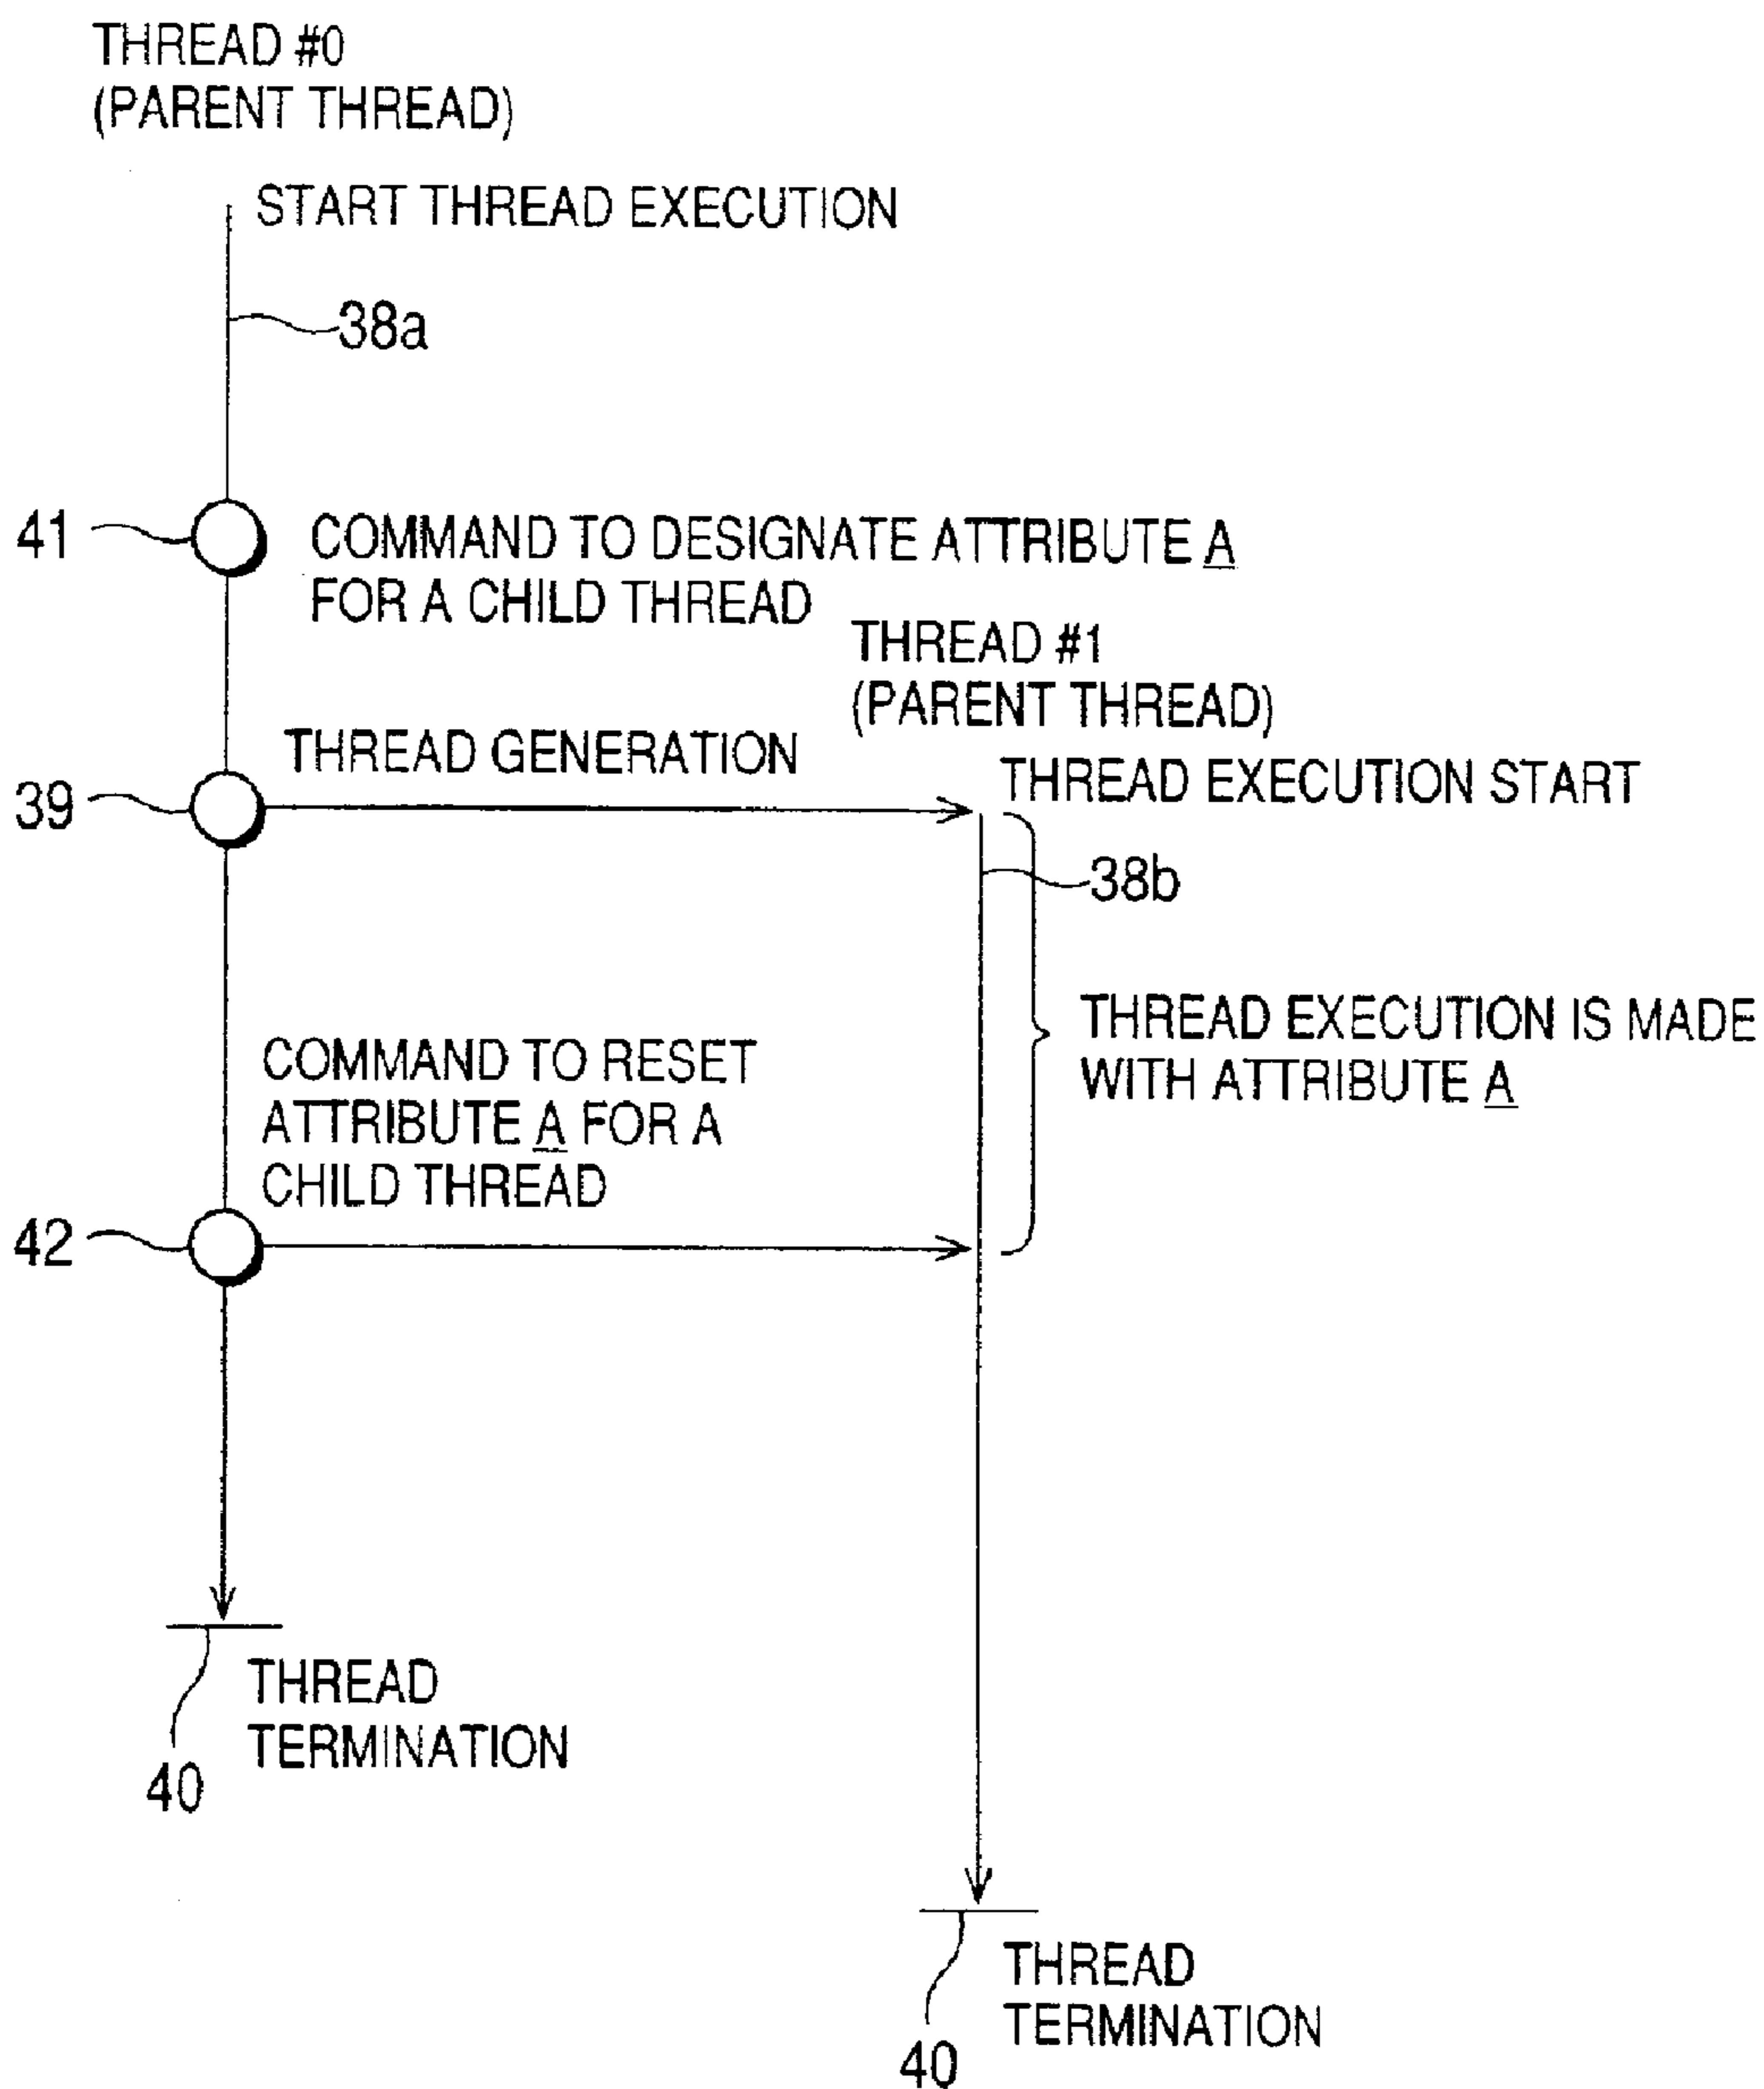 THREAD #0
(PARENT THREAD)
START THREAD EXECUTION
38a
41
COMMAND TO DESIGNATE ATTRIBUTE A
FOR A CHILD THREAD
THREAD #1
(PARENT THREAD)
THREAD GENERATION
THREAD EXECUTION START
39
38b
THREAD EXECUTION IS MADE
WITH ATTRIBUTE A
COMMAND TO RESET
ATTRIBUTE A FOR A
CHILD THREAD
42
THREAD
TERMINATION
40
THREAD
TERMINATION
40